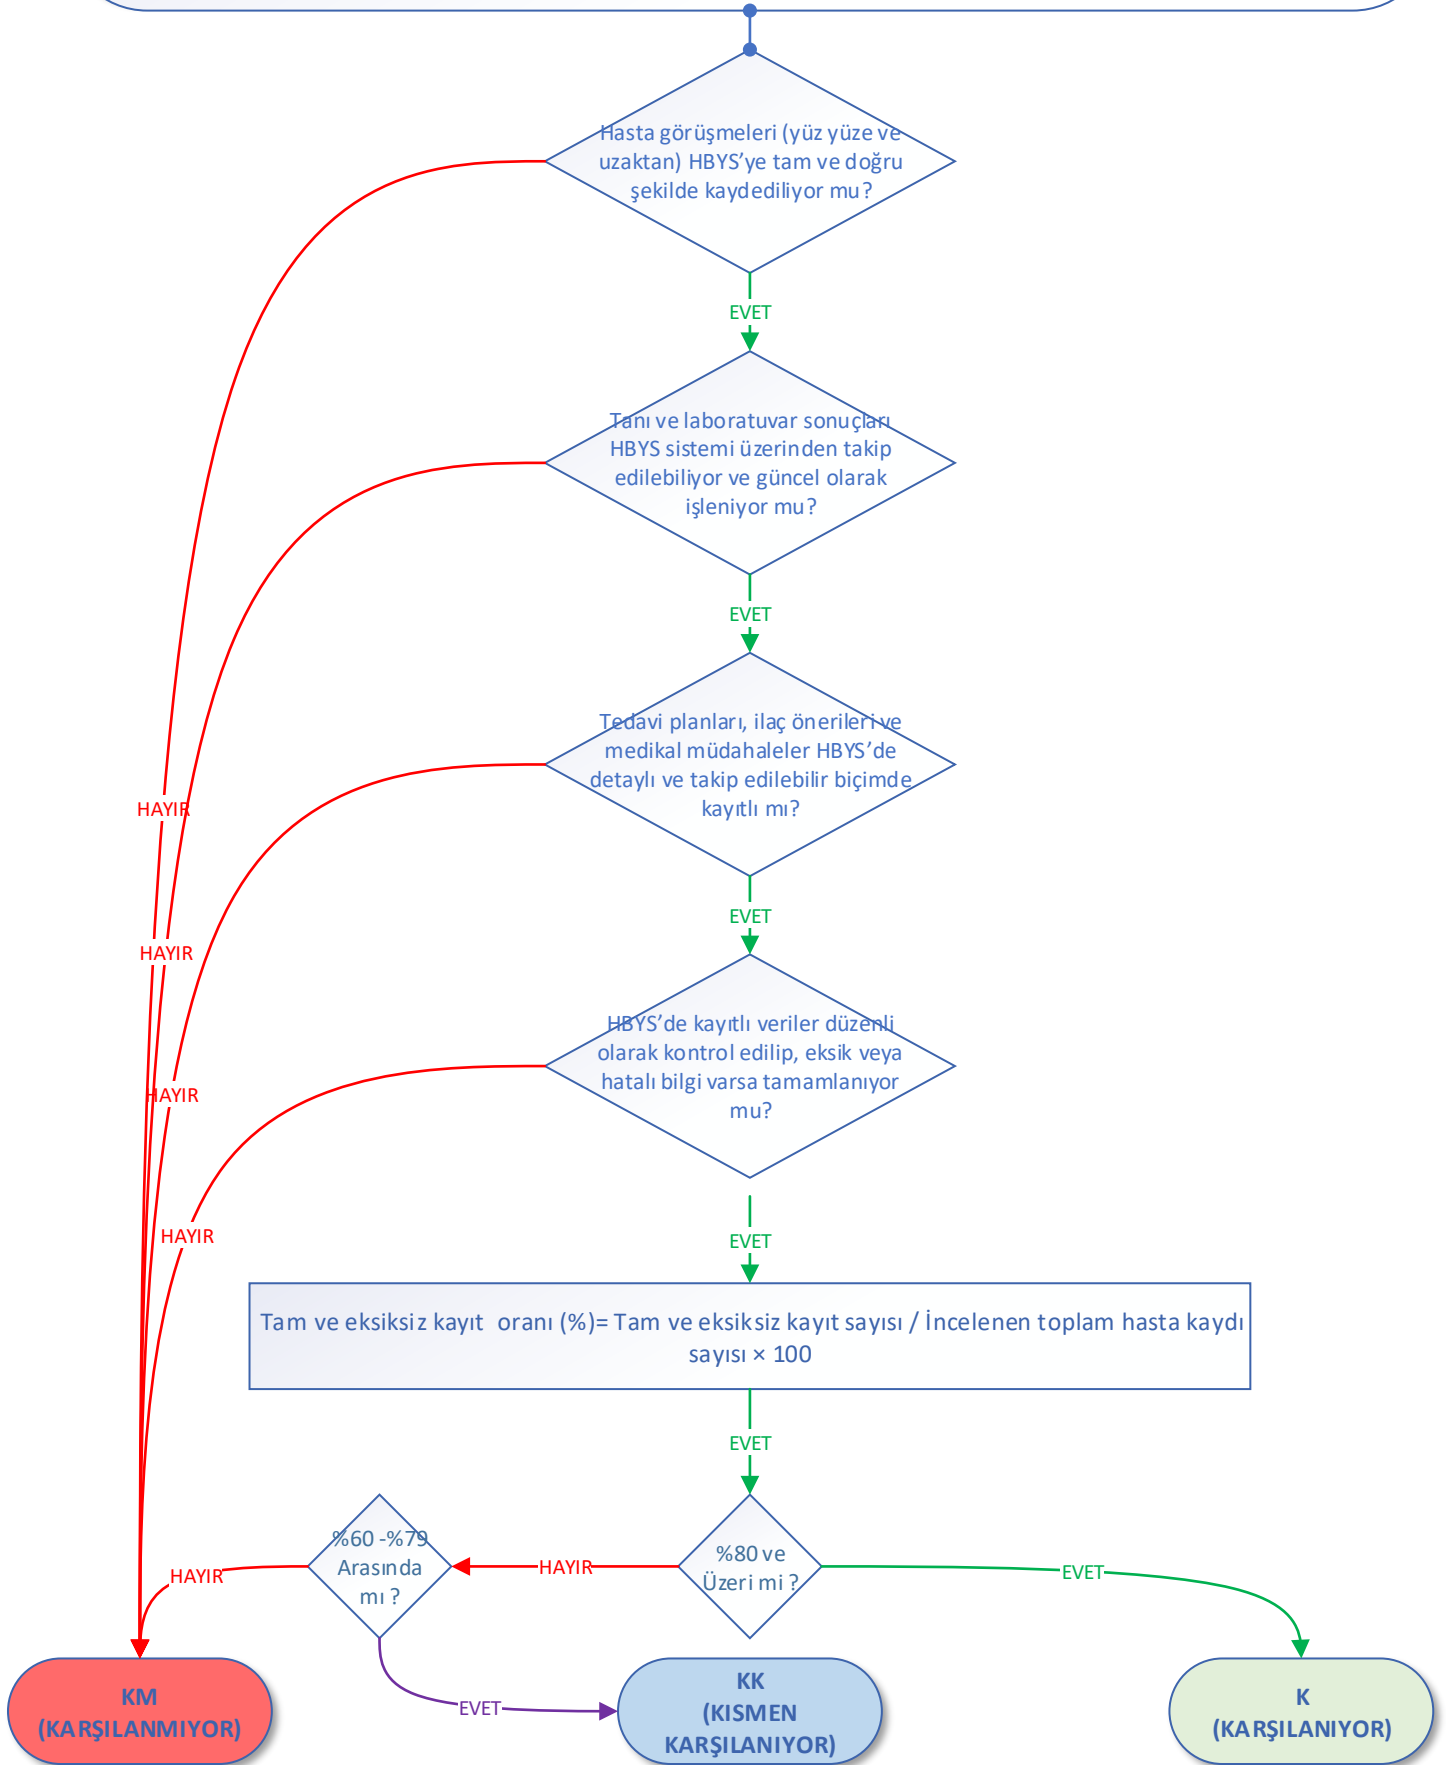 Hasta görüşmeleri (yüz yüze ve
uzaktan) HBYS’ye tam ve doğru
şekilde kaydediliyor mu?
EVET
Tanı ve laboratuvar sonuçları
HBYS sistemi üzerinden takip
edilebiliyor ve güncel olarak
işleniyor mu?
EVET
Tedavi planları, ilaç önerileri ve
medikal müdahaleler HBYS’de
detaylı ve takip edilebilir biçimde
kayıtlı mı?
HAYIR
EVET
HAYIR
HBYS’de kayıtlı veriler düzenli
olarak kontrol edilip, eksik veya
hatalı bilgi varsa tamamlanıyor
mu?
HAYIR
HAYIR
EVET
Tam ve eksiksiz kayıt oranı (%)= Tam ve eksiksiz kayıt sayısı / İncelenen toplam hasta kaydı
sayısı × 100
EVET
%60 -%79
Arasında
mı ?
%80 ve
Üzeri mi ?
HAYIR
HAYIR
EVET
EVET
KM
(KARŞILANMIYOR)
KK
(KISMEN
KARŞILANIYOR)
K
(KARŞILANIYOR)